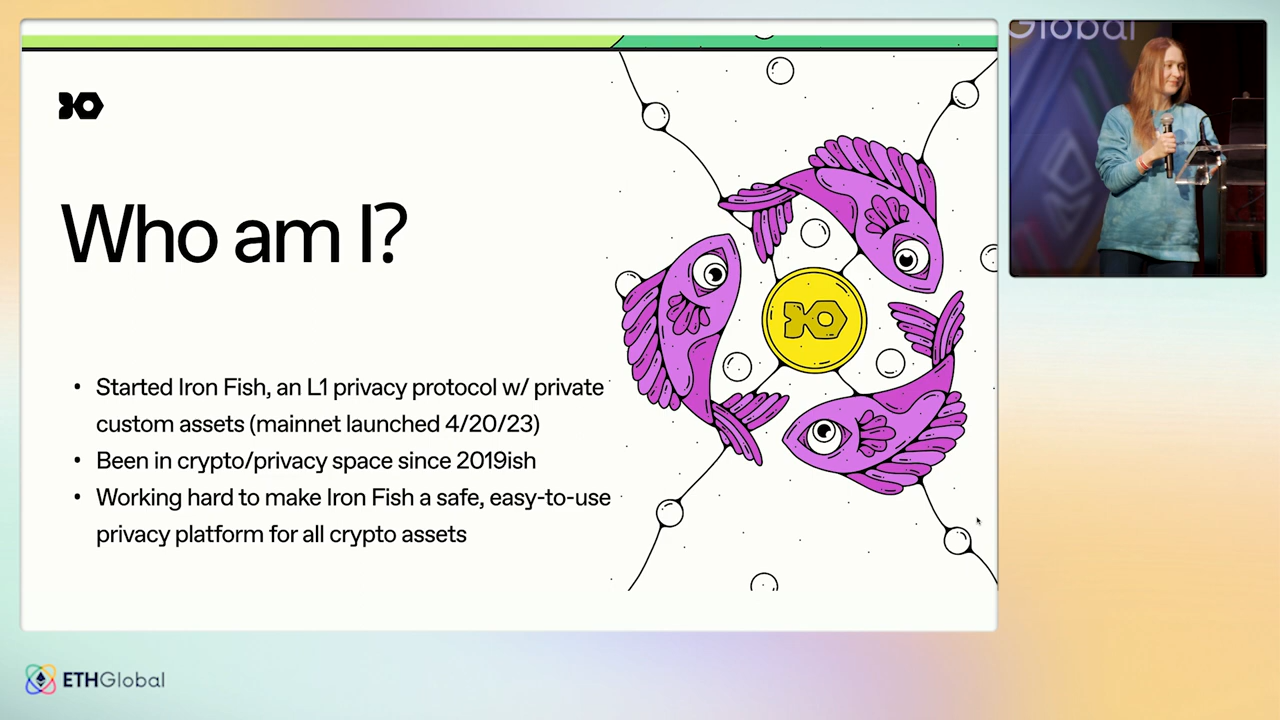 Who am I?
• Started Iron Fish, an L1 privacy protocol w/ private
custom assets (mainnet launched 4/20/23)
• Been in crypto/privacy space since 2019ish
• Working hard to make Iron Fish a safe, easy-to-use
privacy platform for all crypto assets
Global
ETHGlobal